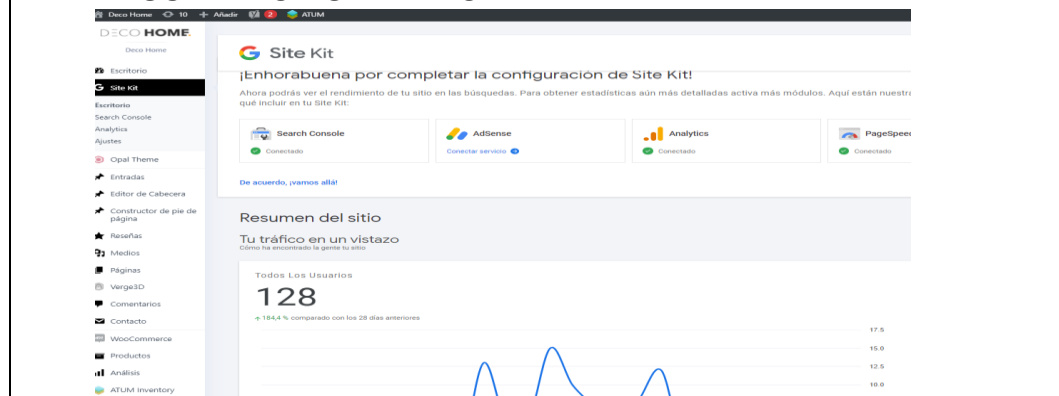 Deco Home 10 Añadir 2 ATUM
DECO HOME
Deco Home
Escritorio
Site Kit
Escritorio
Search Console
Analytics
Ajustes
Opal Theme
Entradas
Editor de Cabecera
Constructor de pie de
página
Reseñas
Medios
Páginas
Verge3D
Comentarios
Contacto
WooCommerce
Productos
Análisis
ATUM Inventory
G Site Kit
¡Enhorabuena por completar la configuración de Site Kit!
Ahora podrás ver el rendimiento de tu sitio en las búsquedas. Para obtener estadísticas aún más detalladas activa más módulos. Aquí están nuestra
qué incluir en tu Site Kit:
Search Console
Conectado
AdSense
Conectar servicio
Analytics
Conectado
PageSpeed
Conectado
De acuerdo, ¡vamos allá!
Resumen del sitio
Tu tráfico en un vistazo
Cómo ha encontrado la gente tu sitio
Todos Los Usuarios
128
184,4 % comparado con los 28 días anteriores
17.5
15.0
12.5
10.0